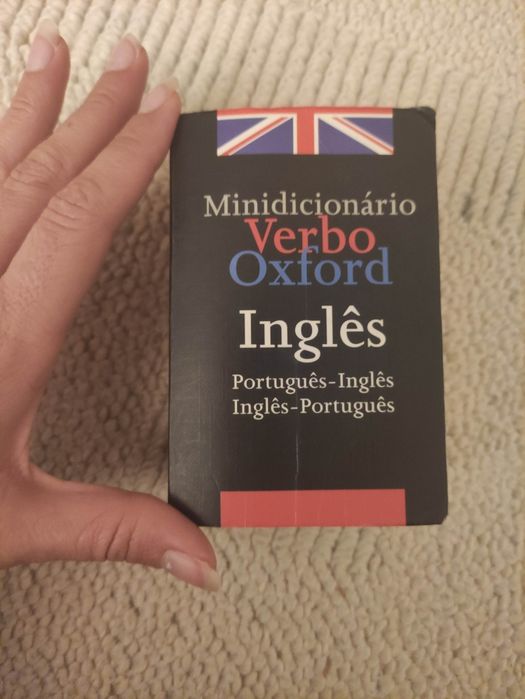 Minidicionário
Verbo
Oxford
Inglês
Português-Inglês
Inglês-Português